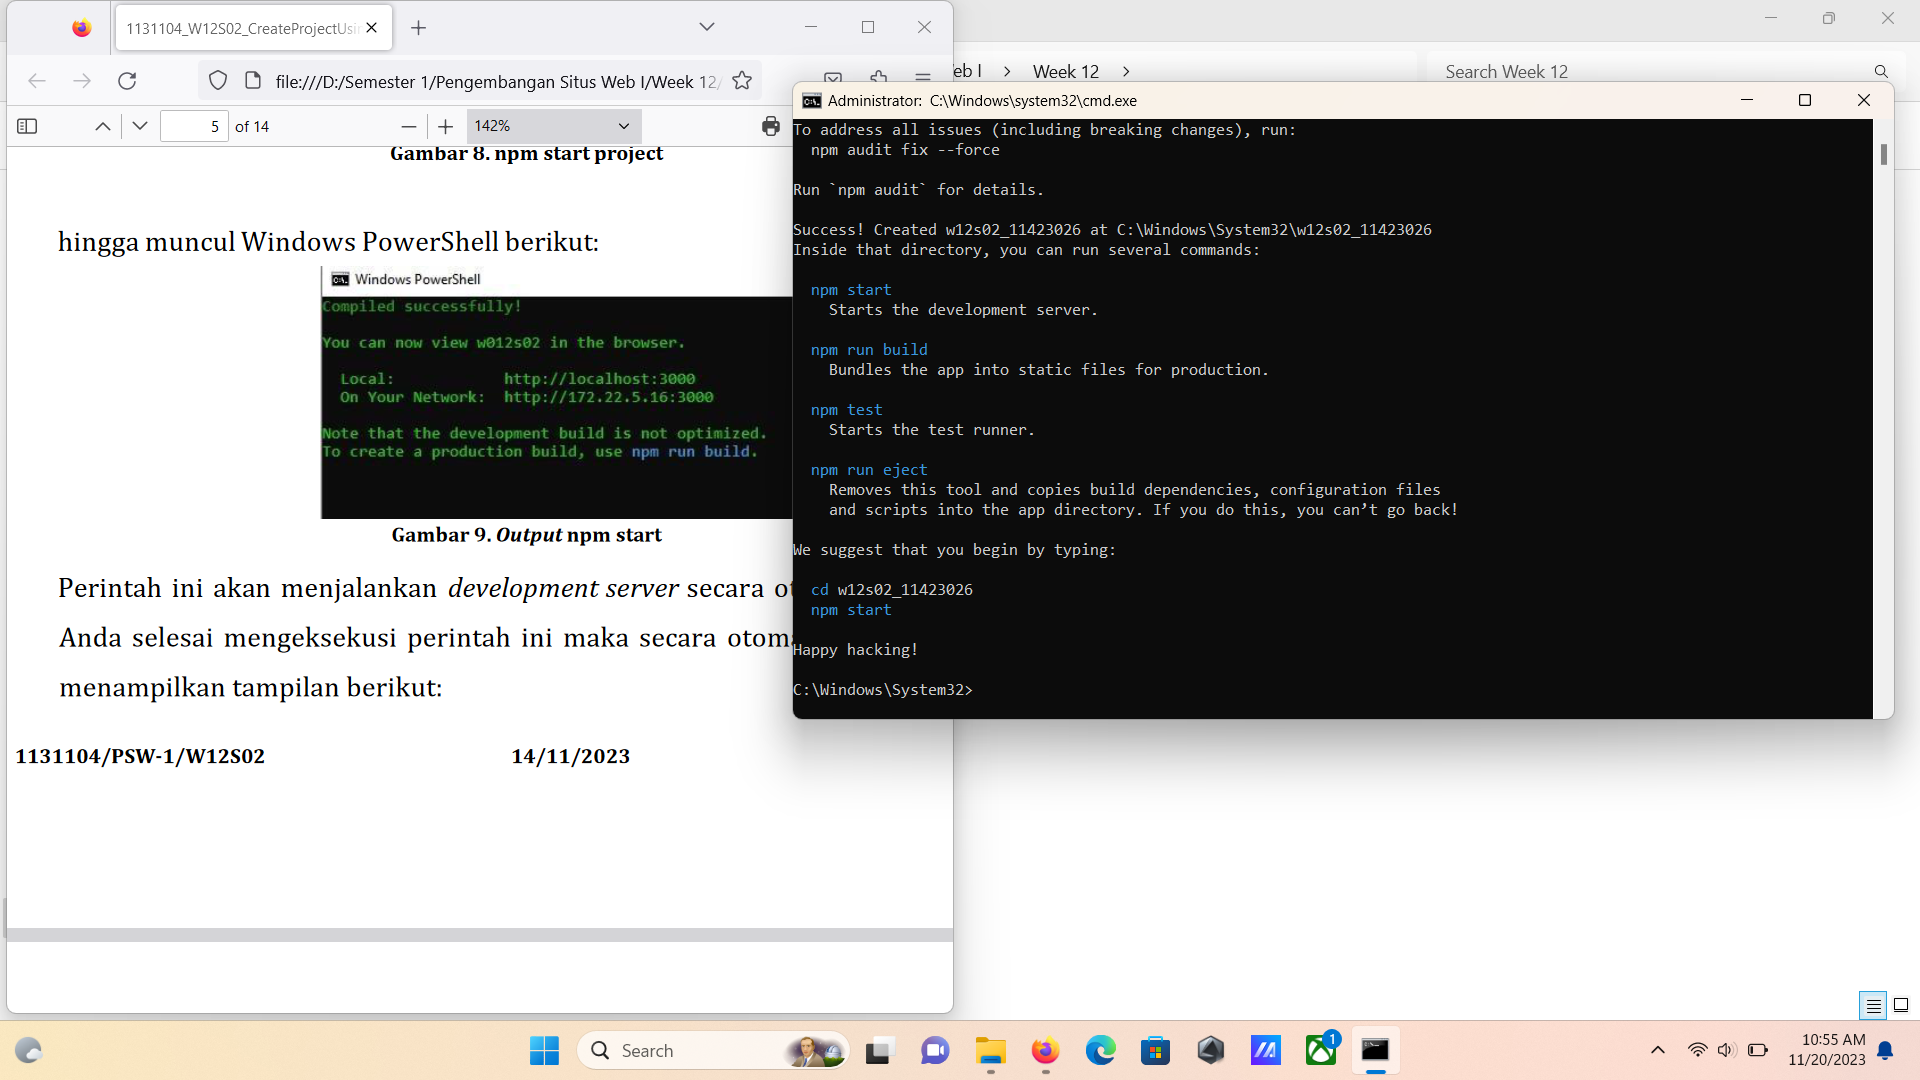 1131104_W12S02_CreateProjectUsi
file:///D:/Semester 1/Pengembangan Situs Web I/Week 12/
5 of 14
142%
Gambar 8. npm start project
hingga muncul Windows PowerShell berikut:
Windows PowerShell
Compiled successfully!
You can now view w012s02 in the browser.
Local: http://localhost:3000
On Your Network: http://172.22.5.16:3000
Note that the development build is not optimized.
To create a production build, use npm run build.
Gambar 9. Output npm start
Perintah ini akan menjalankan development server secara
Anda selesai mengeksekusi perintah ini maka secara
menampilkan tampilan berikut:
1131104/PSW-1/W12S02 14/11/2023
eb I > Week 12 >
Search Week 12
Administrator: C:\Windows\system32\cmd.exe
To address all issues (including breaking changes), run:
npm audit fix --force
Run `npm audit` for details.
Success! Created w12s02_11423026 at C:\Windows\System32\w12s02_11423026
Inside that directory, you can run several commands:
npm start
Starts the development server.
npm run build
Bundles the app into static files for production.
npm test
Starts the test runner.
npm run eject
Removes this tool and copies build dependencies, configuration files
and scripts into the app directory. If you do this, you can’t go back!
We suggest that you begin by typing:
cd w12s02_11423026
npm start
Happy hacking!
C:\Windows\System32>
Search
1
10:55 AM
11/20/2023